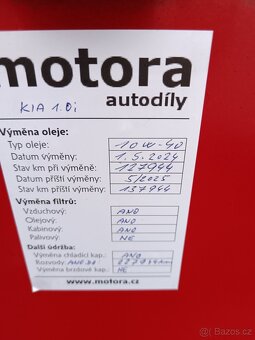 motora
autodíly
KIA 1.0i
Výměna oleje:
Typ oleje: 10W-40
Datum výměny: 1.5.2024
Stav km při výměně: 127944
Datum příští výměny: 5/2025
Stav km příští výměny: 137944
Výměna filtrů:
Vzduchový: ANO
Olejový: ANO
Kabinový: ANO
Palivový: NE
Další údržba:
Výměna chladící kap.: ANO
Rozvody: ANO
Výměna brzdové kap.: NE
www.motora.cz
Sbazos.cz